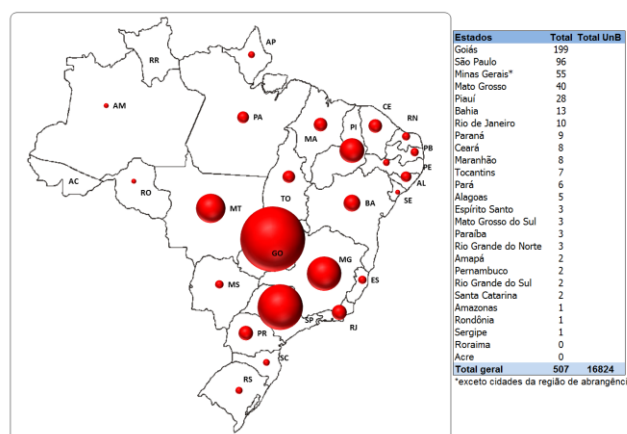 AP
RR
AM
PA
MA
CE
RN
PI
PB
PE
AL
SE
AC
RO
TO
BA
MT
GO
MG
MS
ES
SP
RJ
PR
SC
RS
Estados Total Total UnB
Goiás 199
São Paulo 96
Minas Gerais* 55
Mato Grosso 40
Piauí 28
Bahia 13
Rio de Janeiro 10
Paraná 9
Ceará 8
Maranhão 8
Tocantins 7
Pará 6
Alagoas 5
Espírito Santo 3
Mato Grosso do Sul 3
Paraíba 3
Rio Grande do Norte 3
Amapá 2
Pernambuco 2
Rio Grande do Sul 2
Santa Catarina 2
Amazonas 1
Rondônia 1
Sergipe 1
Roraima 0
Acre 0
Total geral 507 16824
*exceto cidades da região de abrangênci